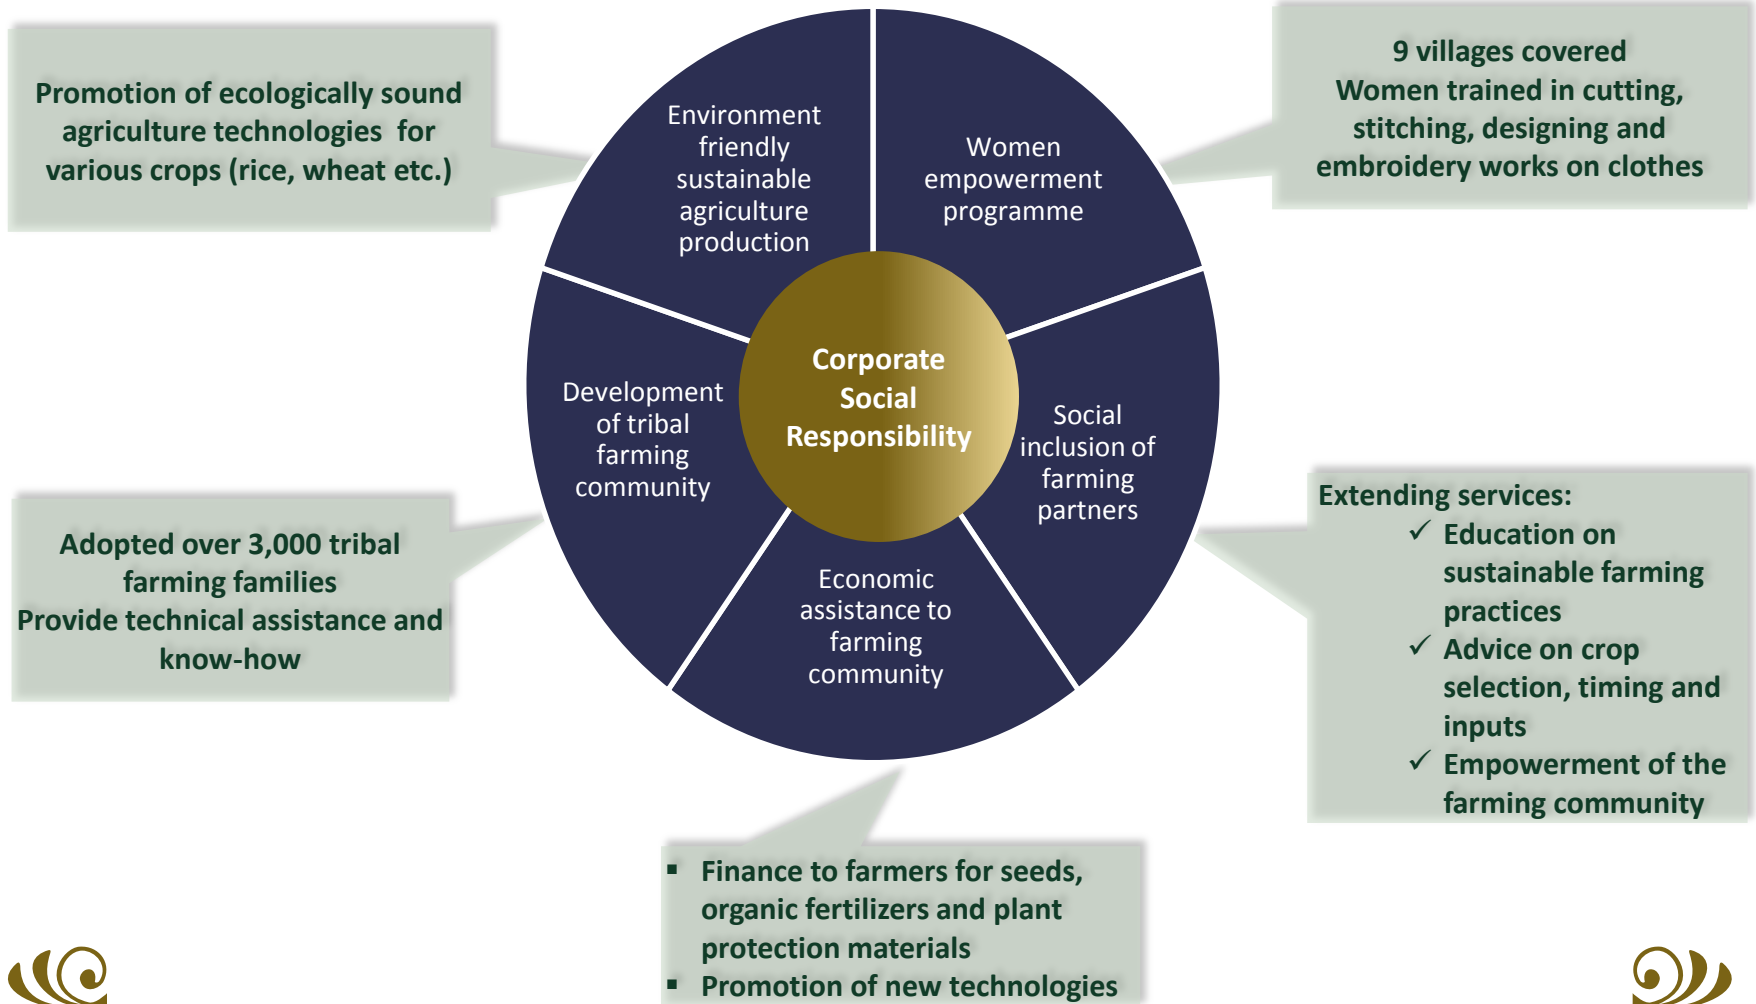 Promotion of ecologically sound
agriculture technologies for
various crops (rice, wheat etc.)
Environment
friendly
sustainable
agriculture
production
Women
empowerment
programme
9 villages covered
Women trained in cutting,
stitching, designing and
embroidery works on clothes
Corporate
Social
Responsibility
Development
of tribal
farming
community
Social
inclusion of
farming
partners
Adopted over 3,000 tribal
farming families
Provide technical assistance and
know-how
Economic
assistance to
farming
community
Extending services:
✓ Education on
sustainable farming
practices
✓ Advice on crop
selection, timing and
inputs
✓ Empowerment of the
farming community
▪ Finance to farmers for seeds,
organic fertilizers and plant
protection materials
▪ Promotion of new technologies